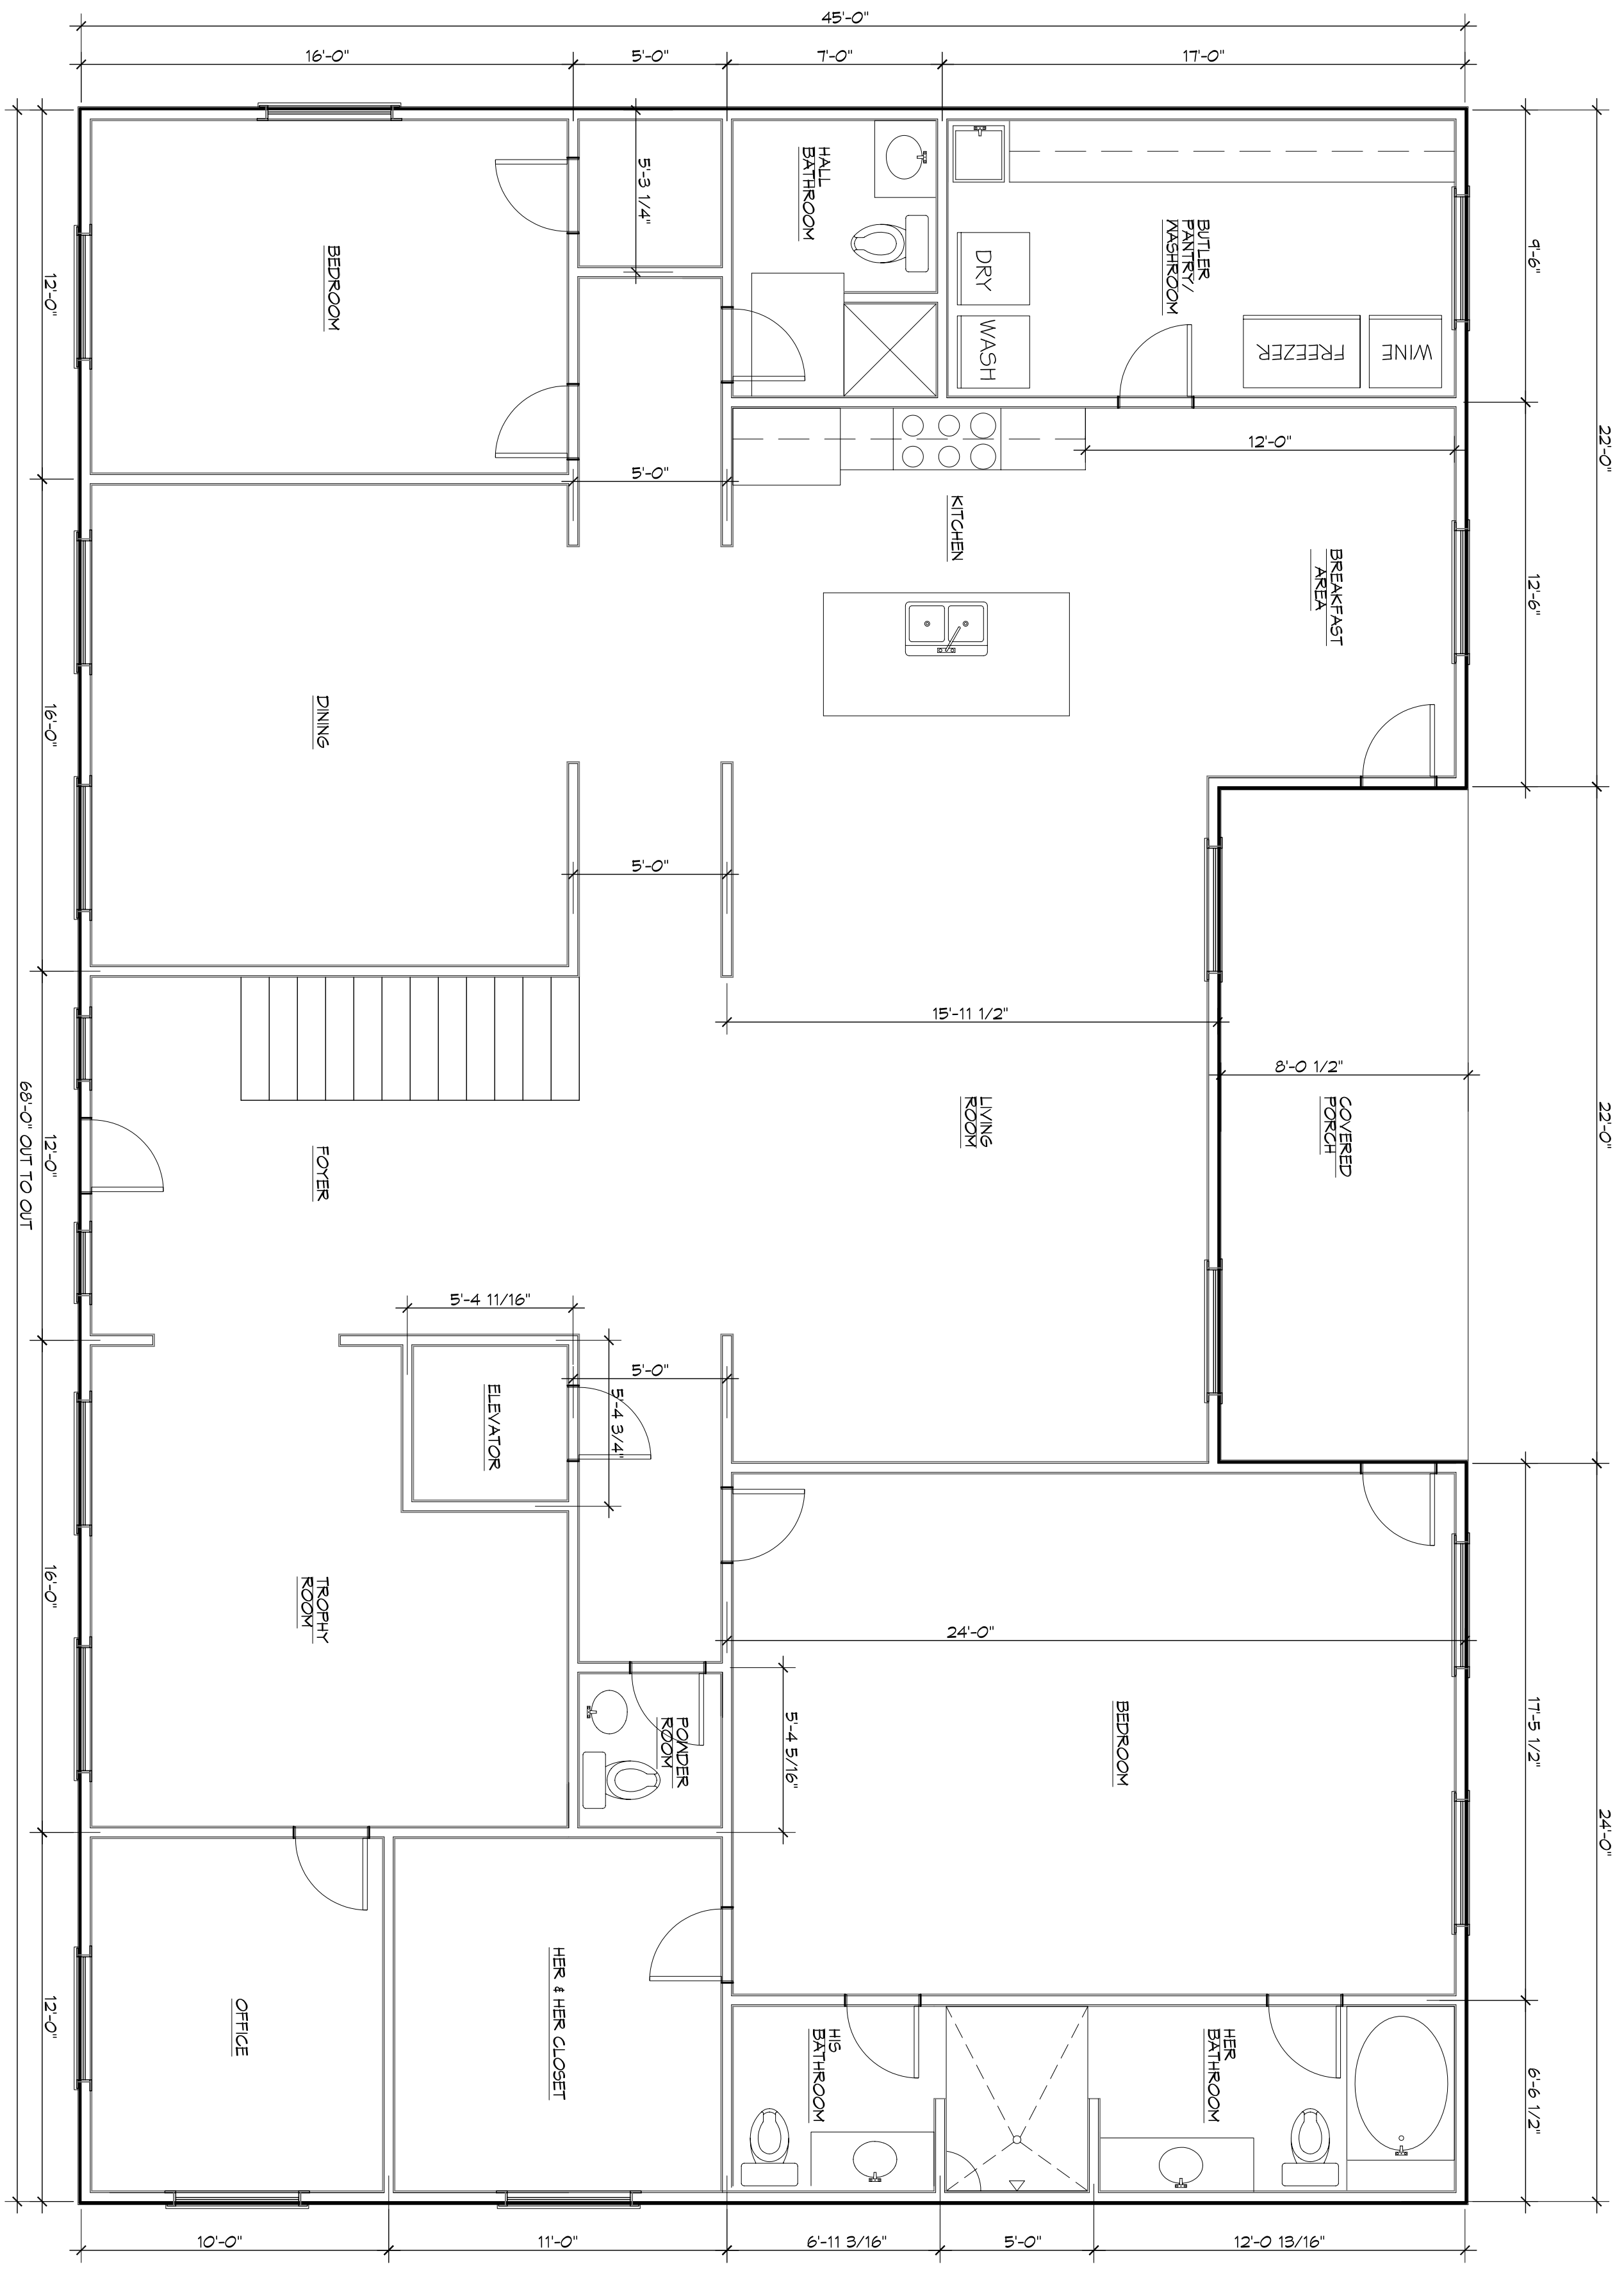 45'-0"
16'-0"
5'-0"
7'-0"
17'-0"
5'-3 1/4"
HALL
BATHROOM
BUTLER
PANTRY/
WASHROOM
9'-6"
DRY
WASH
FREEZER
WINE
BEDROOM
12'-0"
22'-0"
12'-0"
5'-0"
KITCHEN
BREAKFAST
AREA
12'-6"
DINING
16'-0"
5'-0"
15'-11 1/2"
8'-0 1/2"
LIVING
ROOM
COVERED
PORCH
22'-0"
FOYER
12'-0"
68'-0" OUT TO OUT
5'-4 11/16"
5'-0"
5'-4 3/4"
ELEVATOR
TROPHY
ROOM
16'-0"
24'-0"
POWDER
ROOM
5'-4 5/16"
BEDROOM
17'-5 1/2"
24'-0"
OFFICE
12'-0"
HER & HER CLOSET
HIS
BATHROOM
HER
BATHROOM
6'-6 1/2"
10'-0"
11'-0"
6'-11 3/16"
5'-0"
12'-0 13/16"